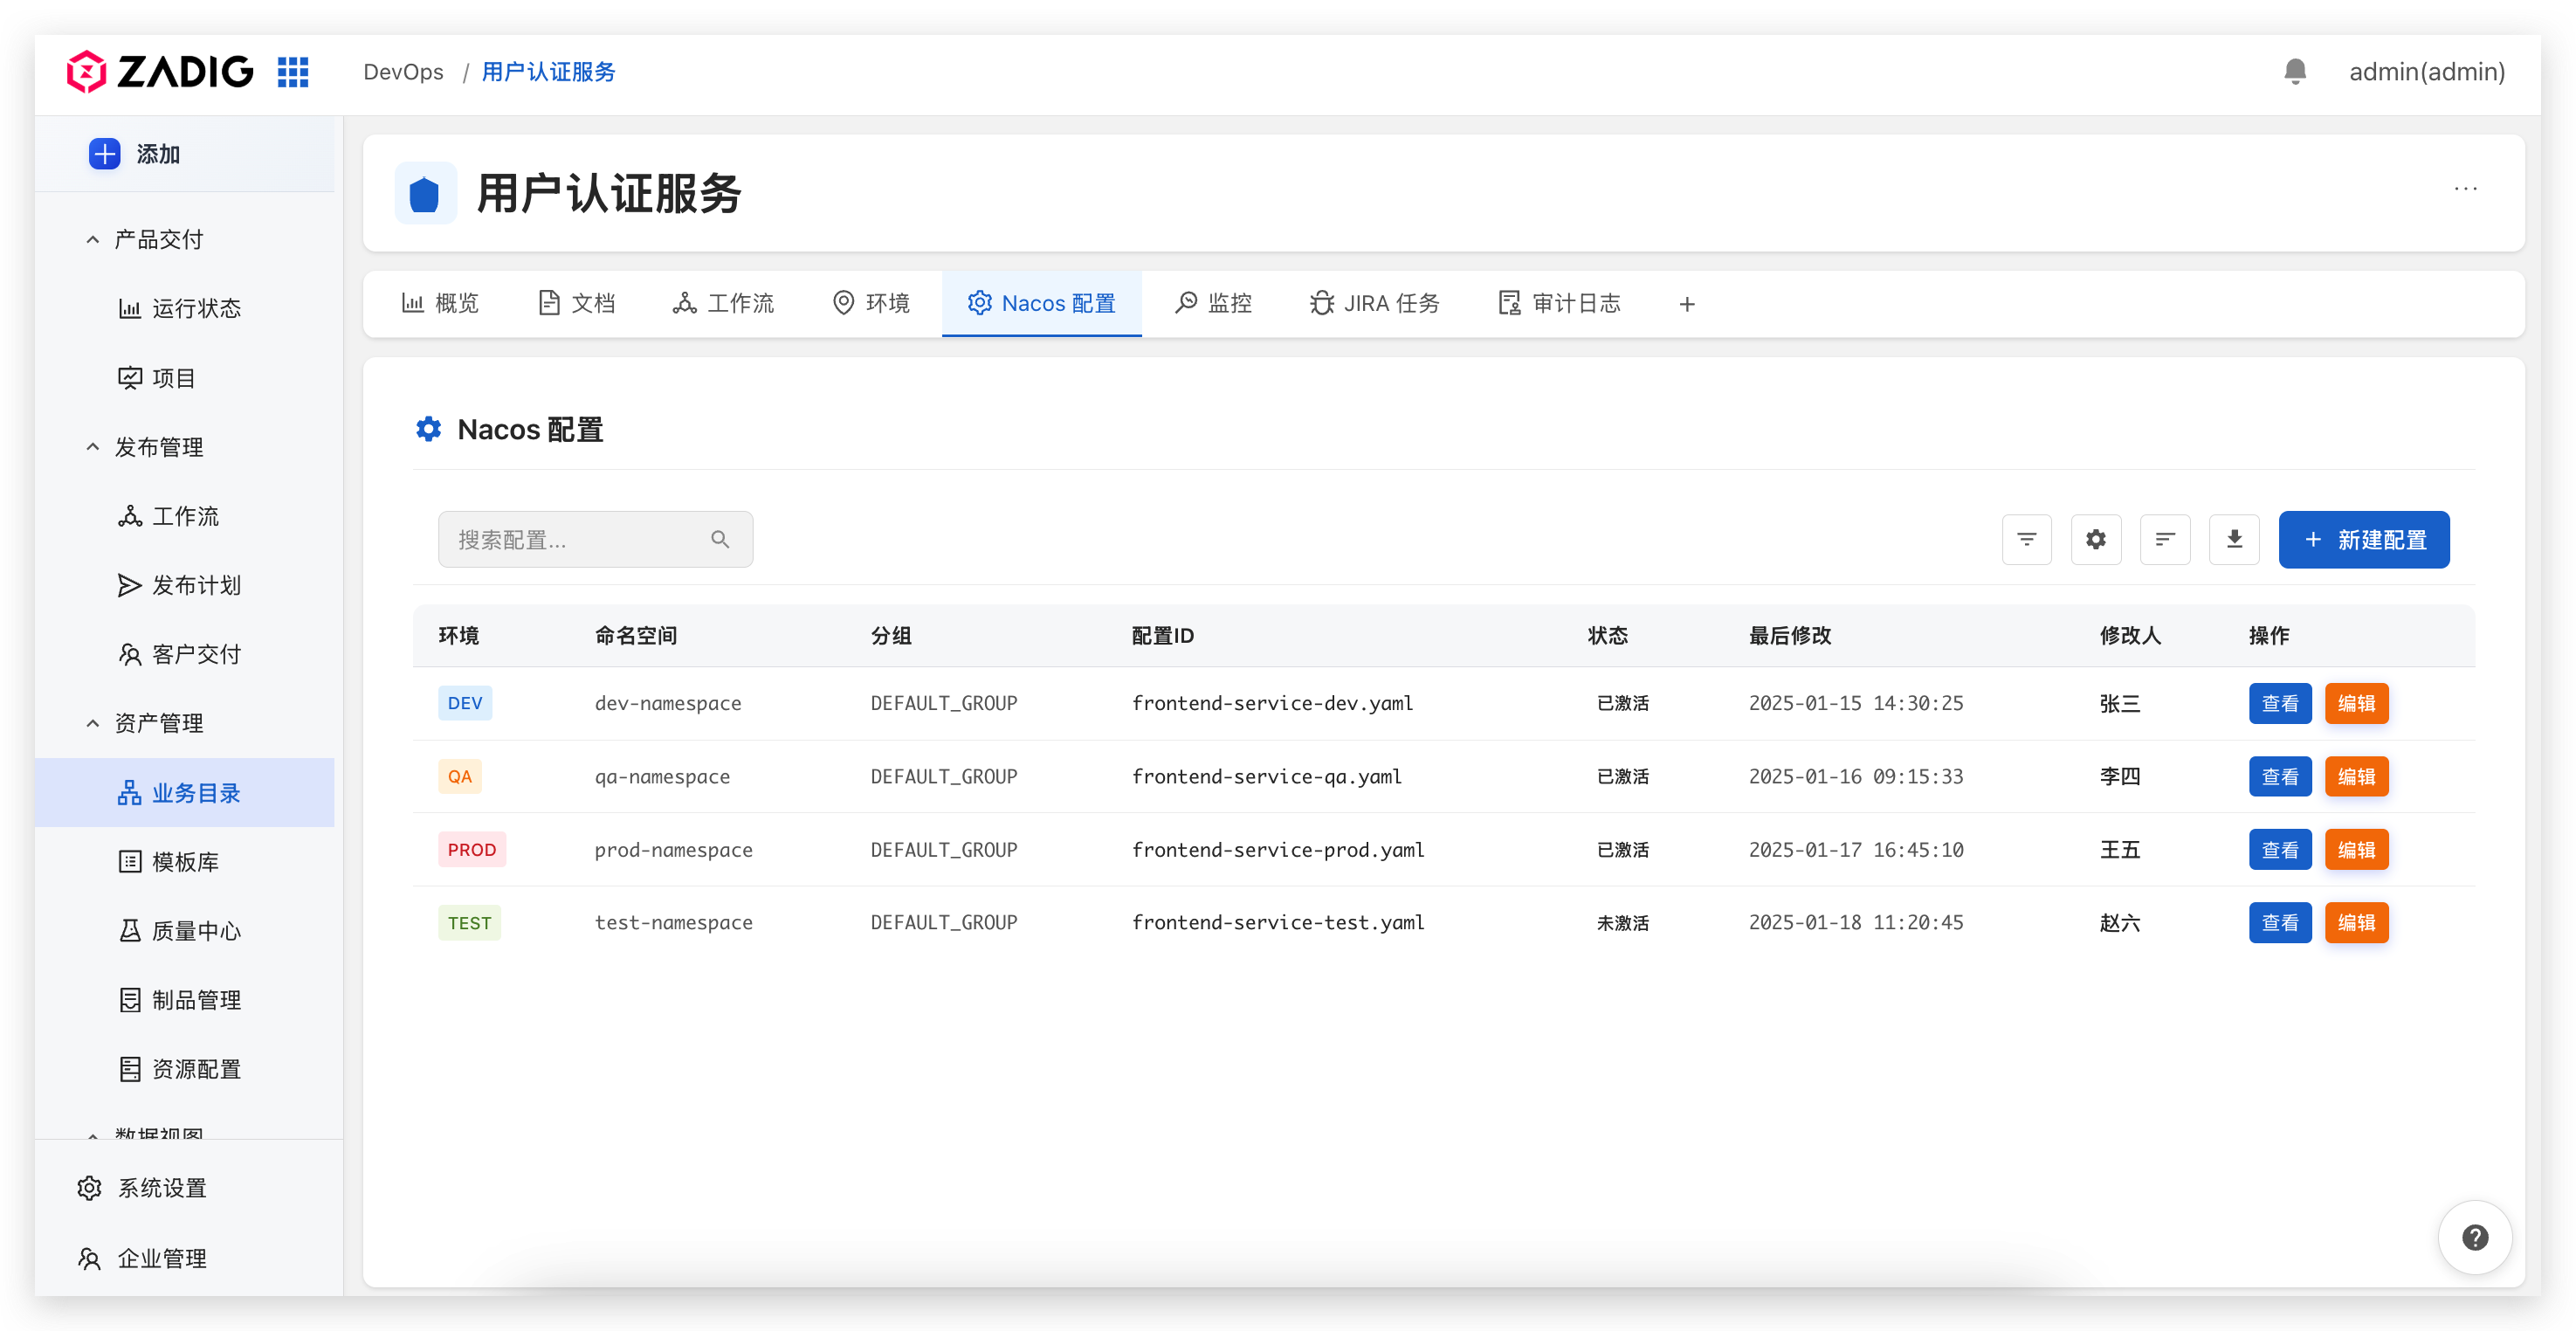 ZADIG
DevOps / 用户认证服务
admin(admin)
添加
产品交付
运行状态
项目
发布管理
工作流
发布计划
客户交付
资产管理
业务目录
模板库
质量中心
制品管理
资源配置
数据视图
系统设置
企业管理
用户认证服务
...
概览 文档 工作流 环境 Nacos 配置 监控 JIRA 任务 审计日志 +
Nacos 配置
搜索配置...
+ 新建配置
环境 命名空间 分组 配置ID 状态 最后修改 修改人 操作
DEV dev-namespace DEFAULT_GROUP frontend-service-dev.yaml 已激活 2025-01-15 14:30:25 张三 查看 编辑
QA qa-namespace DEFAULT_GROUP frontend-service-qa.yaml 已激活 2025-01-16 09:15:33 李四 查看 编辑
PROD prod-namespace DEFAULT_GROUP frontend-service-prod.yaml 已激活 2025-01-17 16:45:10 王五 查看 编辑
TEST test-namespace DEFAULT_GROUP frontend-service-test.yaml 未激活 2025-01-18 11:20:45 赵六 查看 编辑
?